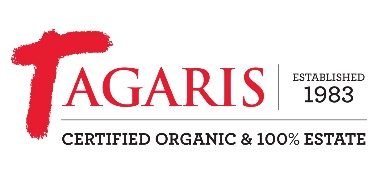 TAGARIS
ESTABLISHED
1983
CERTIFIED ORGANIC & 100% ESTATE